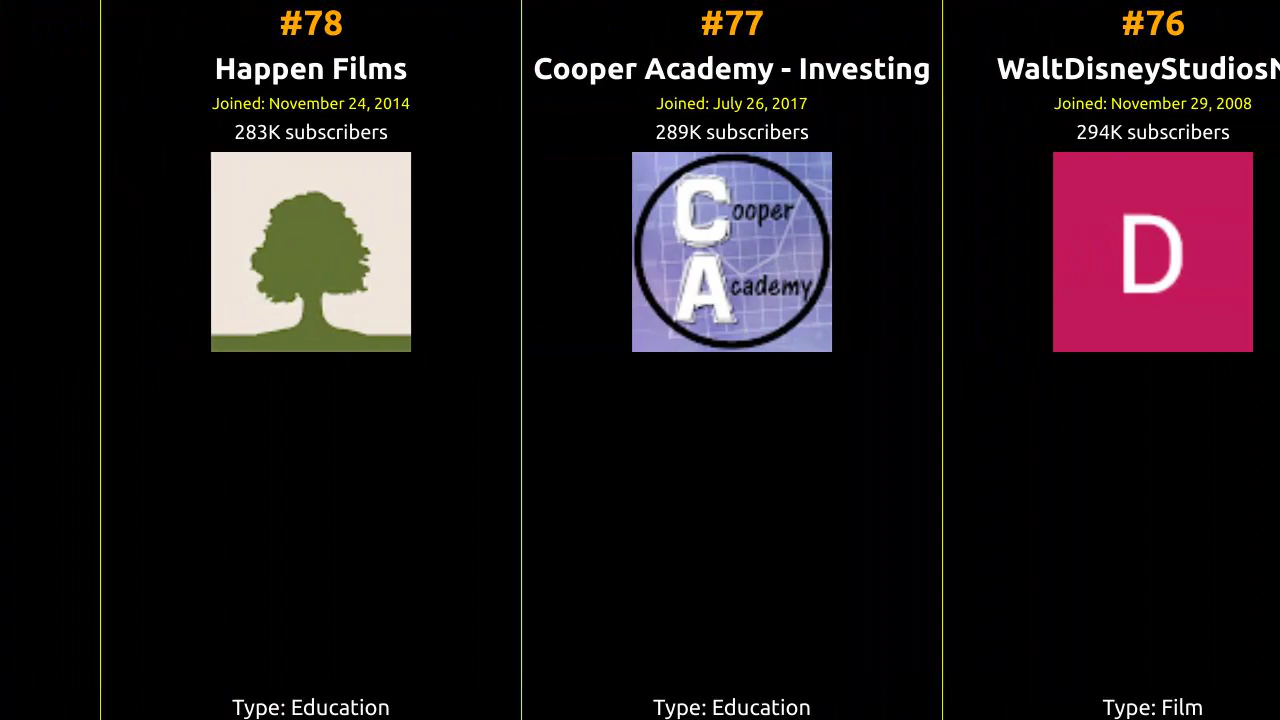 #78
Happen Films
Joined: November 24, 2014
283K subscribers
Type: Education
#77
Cooper Academy - Investing
Joined: July 26, 2017
289K subscribers
Cooper
Academy
Type: Education
#76
WaltDisneyStudiosN
Joined: November 29, 2008
294K subscribers
D
Type: Film